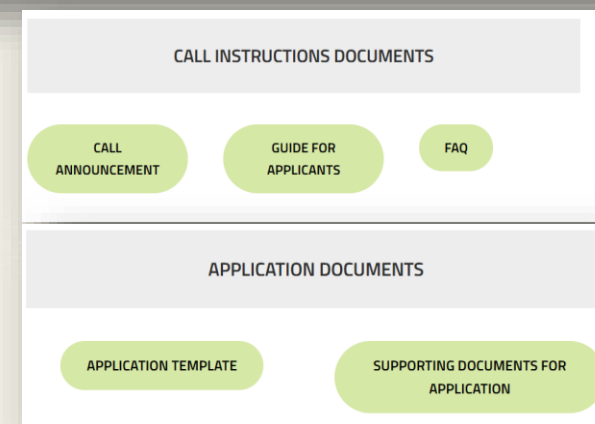 CALL INSTRUCTIONS DOCUMENTS
CALL
ANNOUNCEMENT
GUIDE FOR
APPLICANTS
FAQ
APPLICATION DOCUMENTS
APPLICATION TEMPLATE
SUPPORTING DOCUMENTS FOR
APPLICATION